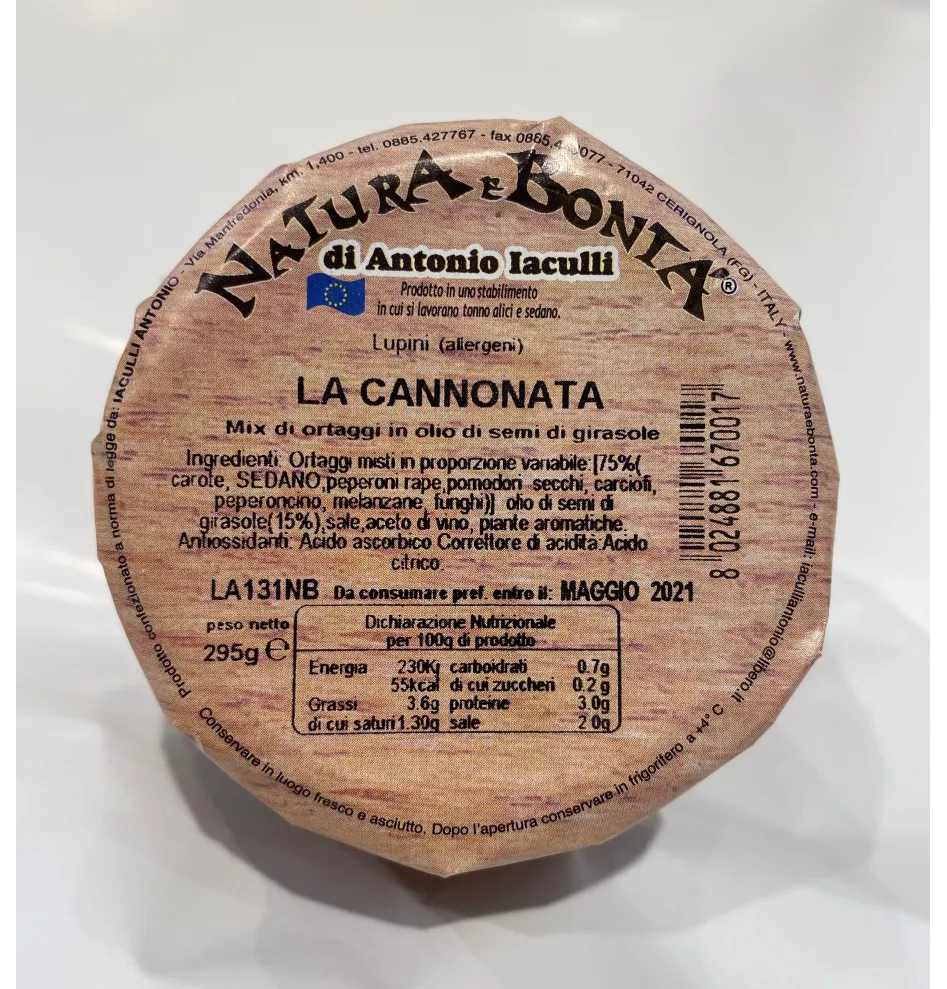 Prodotto confezionato a norma di legge da: IACULLI ANTONIO - Via Manfredonia, km. 1,400 - tel. 0885.427767 - fax 0885.4 077 - 71042 CERIGNOLA (FG) - ITALY - www.naturaebonta.com - e-mail: iaculliantonio@libero.it
NATURA E BONTA'®
di Antonio Iaculli
Prodotto in uno stabilimento
in cui si lavorano tonno alici e sedano.
Lupini (allergeni)
LA CANNONATA
Mix di ortaggi in olio di semi di girasole
Ingredienti: Ortaggi misti in proporzione variabile:[75%(
carote, SEDANO,peperoni rape,pomodori secchi, carciofi,
peperoncino, melanzane, funghi)] olio di semi di
girasole(15%),sale,aceto di vino, piante aromatiche.
Antiossidanti: Acido ascorbico Correttore di acidità:Acido
citrico.
8 024881 670017
LA131NB Da consumare pref. entro il: MAGGIO 2021
peso netto
295g e
Dichiarazione Nutrizionale
per 100g di prodotto
Energia 230Kj carboidrati 0.7g
55kcal di cui zuccheri 0.2 g
Grassi 3.6g proteine 3.0g
di cui saturi 1.30g sale 2.0g
Conservare in luogo fresco e asciutto. Dopo l'apertura conservare in frigorifero a +4° C